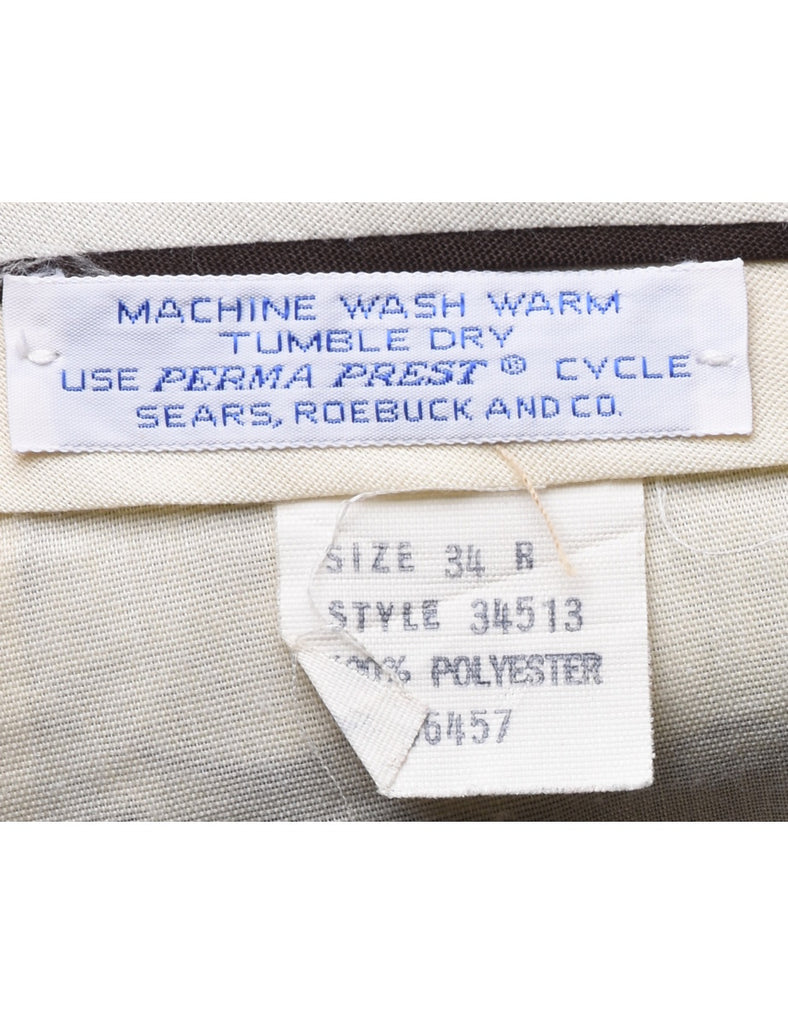 MACHINE WASH WARM
TUMBLE DRY
USE PERMA PREST® CYCLE
SEARS, ROEBUCK AND CO.
SIZE 34 R
STYLE 34513
100% POLYESTER
6457